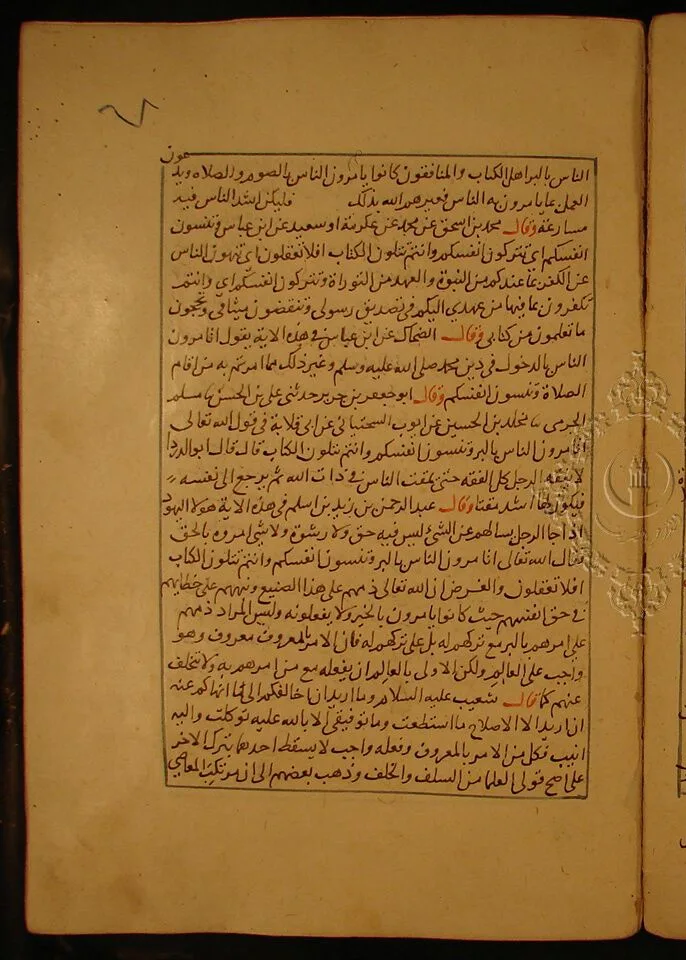 عون
الناس بالبر اهل الكتاب والمنافقون كانوا يامرون الناس بالصوم والصلاه ويد
العمل بما يامرون به الناس فعيرهم الله بذلك فليكن اشد الناس فيه
مسارعة وقال محمد بن اسحق عن محمد عن عكرمة او سعيد عن ابن عباس وتنسون
انفسكم اي تتركون انفسكم وانتم تتلون الكتاب افلا تعقلون اي تنهون الناس
عن الكفر بما عندكم من النبوة والعهد من التوراة وتتركون انفسكم اي وانتم
تكفرون بما فيها من عهدي اليكم في تصديق رسولي وتنقضون ميثاقي وتجحدون
ما تعلمون من كتابي وقال الضحاك عن ابن عباس في هذه الاية يقول اتامرون
الناس بالدخول في دين محمد صلى الله عليه وسلم وغير ذلك مما امرتم به من اقام
الصلاة وتنسون انفسكم وقال ابو جعفر بن جرير حدثني علي بن الحسن ثنا مسلم
الجرمي ثنا مخلد بن الحسين عن ايوب السختياني عن ابي قلابة في قول الله تعالى
اتامرون الناس بالبر وتنسون انفسكم وانتم تتلون الكتاب قال قال ابو الدردا
لا يفقه الرجل كل الفقه حتى يمقت الناس في ذات الله ثم يرجع الى نفسه
فيكون لها اشد مقتا وقال عبد الرحمن بن زيد بن اسلم في هذه الاية هولا اليهود
اذا جا الرجل يسالهم عن الشئ ليس فيه حق ولا رشوة ولا شئ امروه بالحق
فقال الله تعالى اتامرون الناس بالبر وتنسون انفسكم وانتم تتلون الكتاب
افلا تعقلون والغرض ان الله تعالى ذمهم على هذا الصنيع ونبههم على خطايهم
في حق انفسهم حيث كانوا يامرون بالخير ولا يفعلونه وليس المراد ذمهم
على امرهم بالبر مع تركهم له بل على تركهم له فان الامر بالمعروف معروف وهو
واجب على العالم ولكن الاولى بالعالم ان يفعله مع من امرهم به ولا يتخلف
عنهم كما قال شعيب عليه السلام وما اريد ان اخالفكم الى ما انهاكم عنه
ان اريد الا الاصلاح ما استطعت وما توفيقي الا بالله عليه توكلت واليه
انيب فكل من الامر بالمعروف وفعله واجب لا يسقط احدهما بترك الاخر
على اصح قولي العلما من السلف والخلف وذهب بعضهم الى ان مرتكب المعاصي